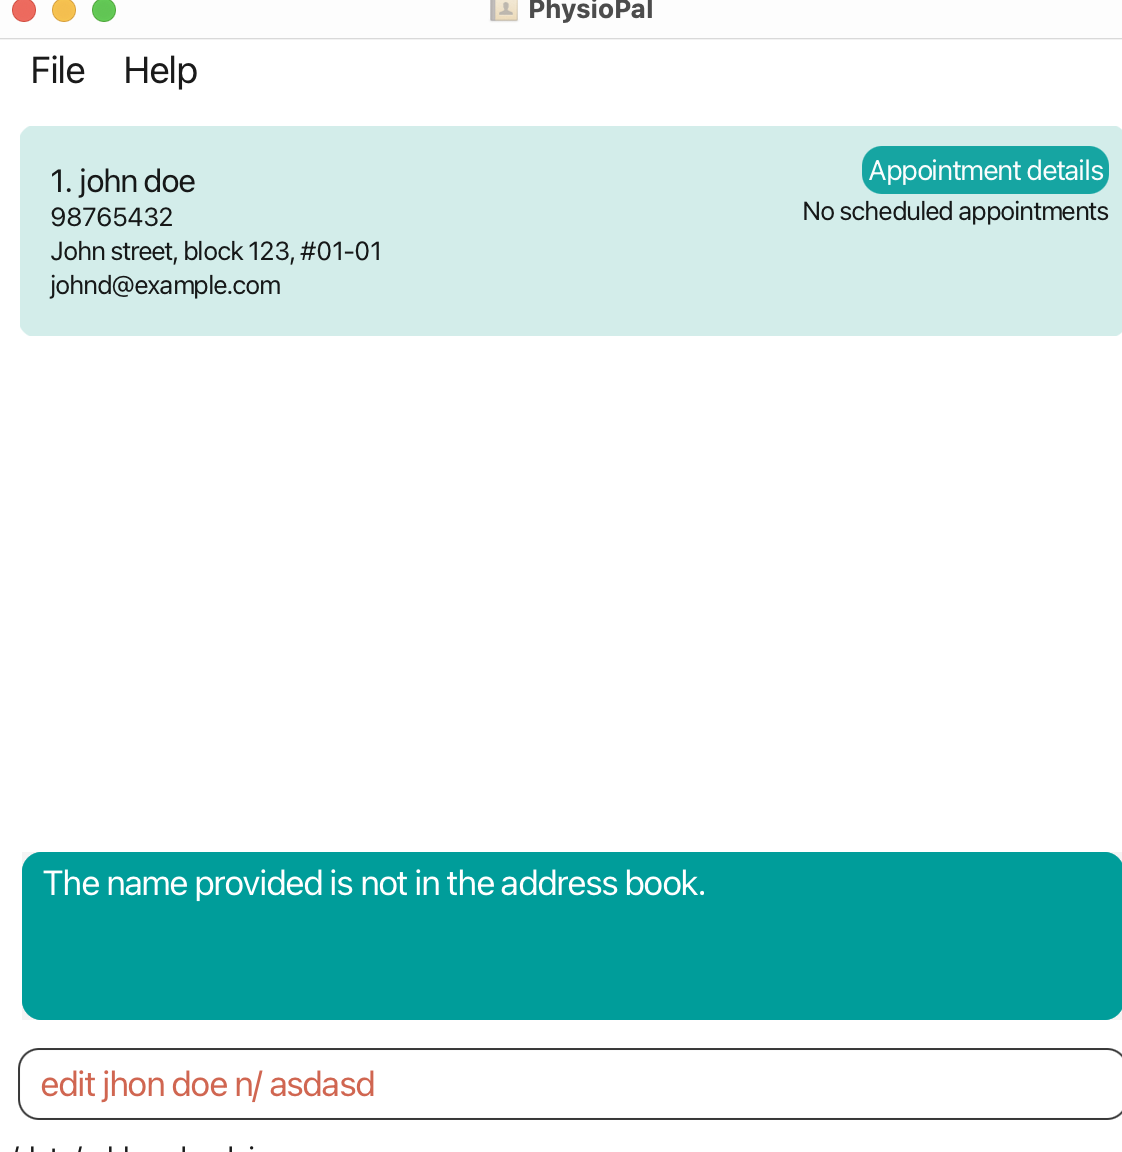 PhysioPal
File Help
1. john doe
98765432
John street, block 123, #01-01
johnd@example.com
Appointment details
No scheduled appointments
The name provided is not in the address book.
edit jhon doe n/ asdasd